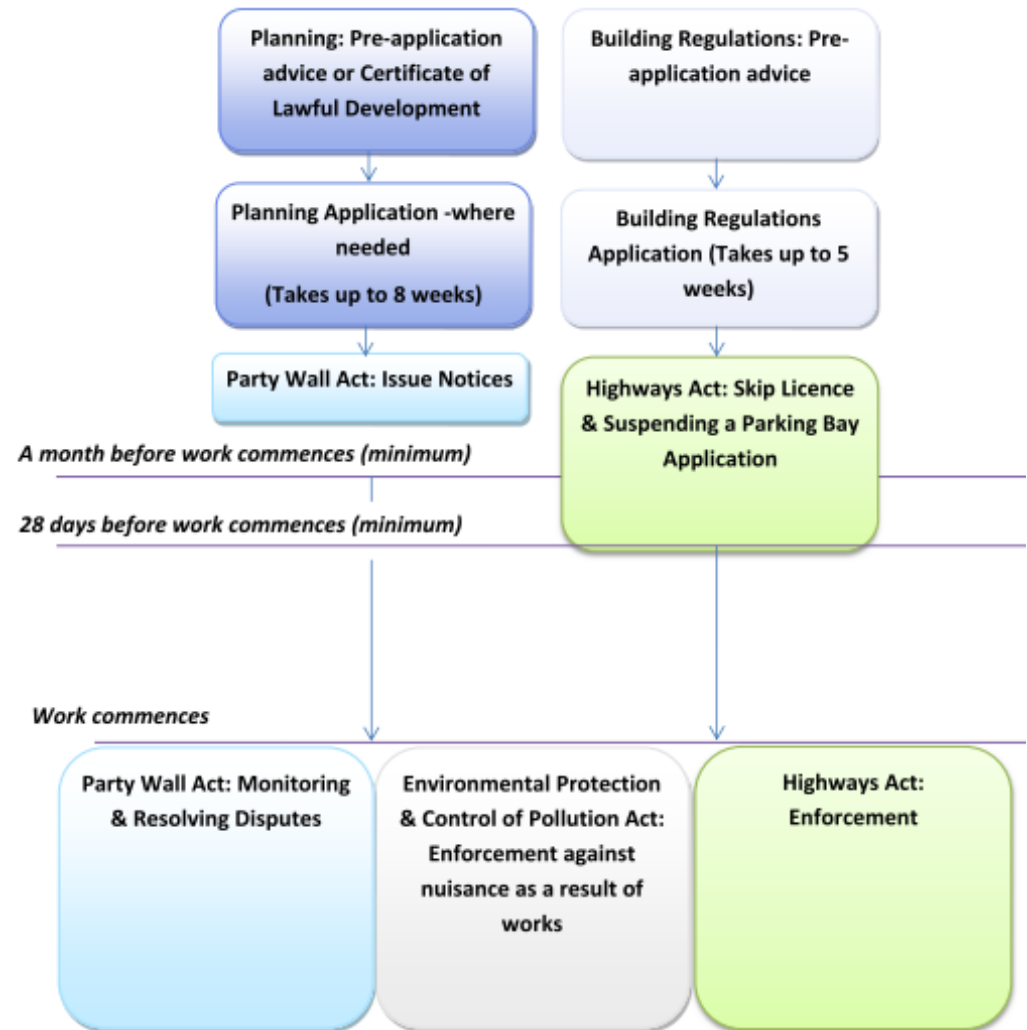 Planning: Pre-application
advice or Certificate of
Lawful Development
Building Regulations: Pre-
application advice
Planning Application -where
needed
(Takes up to 8 weeks)
Building Regulations
Application (Takes up to 5
weeks)
Party Wall Act: Issue Notices
Highways Act: Skip Licence
& Suspending a Parking Bay
Application
A month before work commences (minimum)
28 days before work commences (minimum)
Work commences
Party Wall Act: Monitoring
& Resolving Disputes
Environmental Protection
& Control of Pollution Act:
Enforcement against
nuisance as a result of
works
Highways Act:
Enforcement